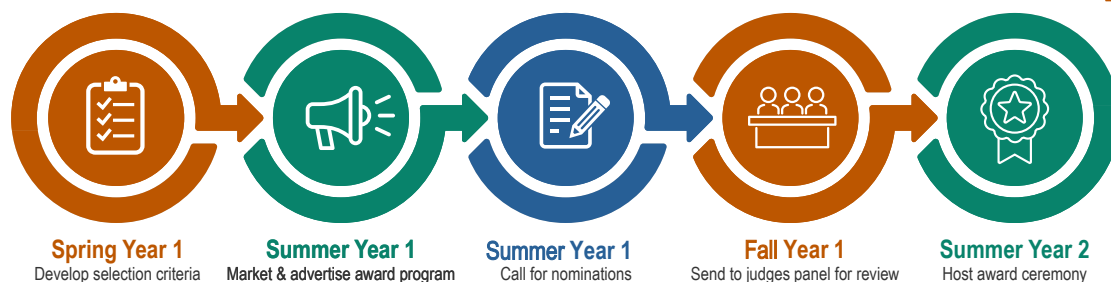 Spring Year 1
Develop selection criteria
Summer Year 1
Market & advertise award program
Summer Year 1
Call for nominations
Fall Year 1
Send to judges panel for review
Summer Year 2
Host award ceremony